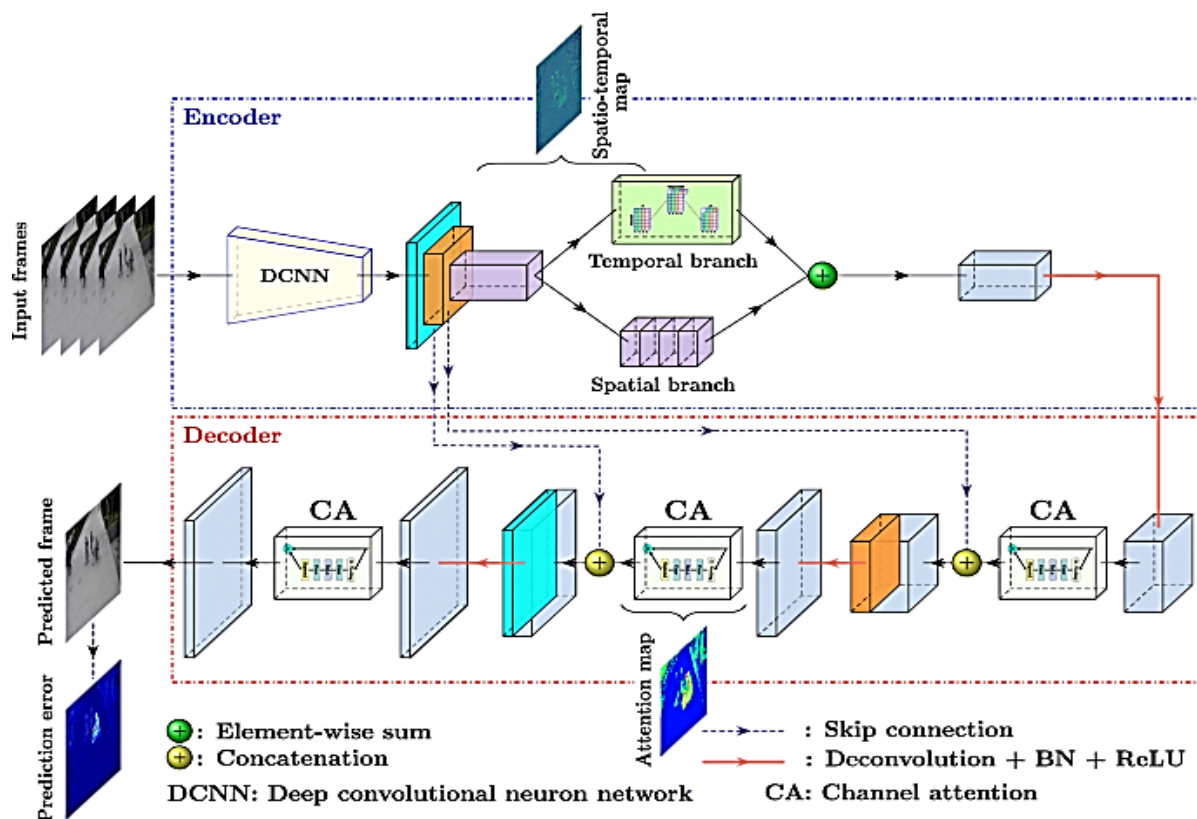 Spatio-temporal
map
Encoder
Input frames
DCNN
Temporal branch
Spatial branch
Decoder
Predicted frame
CA
CA
CA
Prediction error
Attention map
: Element-wise sum
: Concatenation
DCNN: Deep convolutional neuron network
: Skip connection
: Deconvolution + BN + ReLU
CA: Channel attention